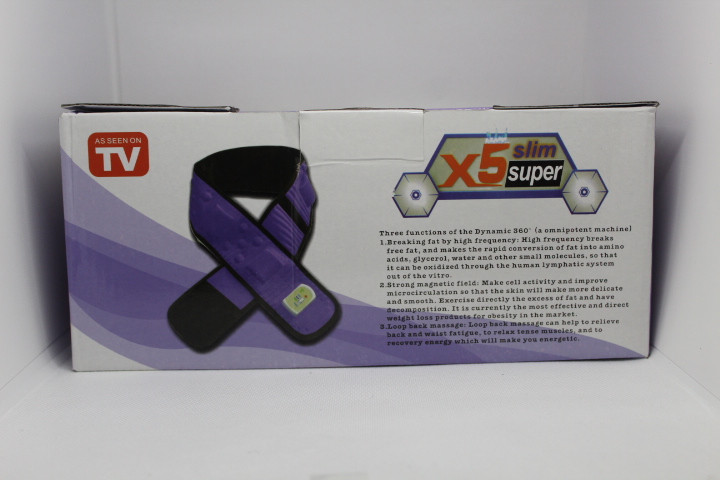 AS SEEN ON
TV
X5 slim
super
Three functions of the Dynamic 360° (a omnipotent machine)
1.Breaking fat by high frequency: High frequency breaks
free fat, and makes the rapid conversion of fat into amino
acids, glycerol, water and other small molecules, so that
it can be oxidized through the human lymphatic system
out of the vitro.
2.Strong magnetic field: Make cell activity and improve
microcirculation so that the skin will make more delicate
and smooth. Exercise directly the excess of fat and have
decomposition. It is currently the most effective and direct
weight loss products for obesity in the market.
3.Loop back massage: Loop back massage can help to relieve
back and waist fatigue, to relax tense muscles, and to
recovery energy which will make you energetic.